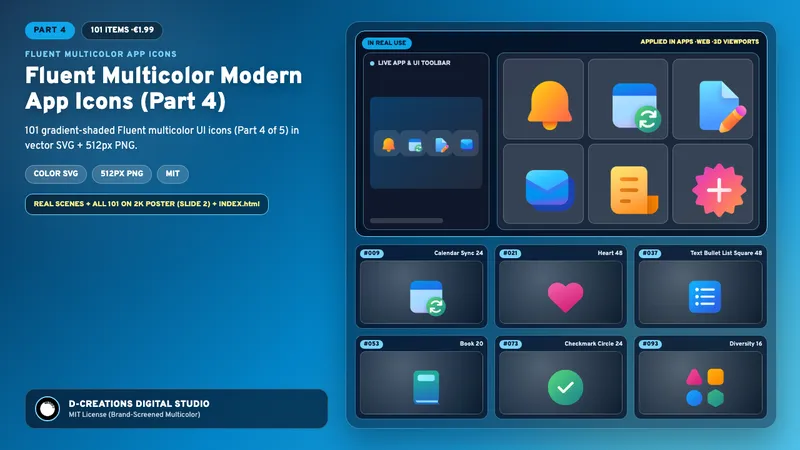 PART 4
101 ITEMS •€1.99
FLUENT MULTICOLOR APP ICONS
Fluent Multicolor Modern
App Icons (Part 4)
101 gradient-shaded Fluent multicolor UI icons (Part 4 of 5) in
vector SVG + 512px PNG.
COLOR SVG
512PX PNG
MIT
REAL SCENES + ALL 101 ON 2K POSTER (SLIDE 2) + INDEX.html
D-CREATIONS DIGITAL STUDIO
MIT License (Brand-Screened Multicolor)
IN REAL USE
APPLIED IN APPS •WEB •3D VIEWPORTS
LIVE APP & UI TOOLBAR
#009
Calendar Sync 24
#021
Heart 48
#037
Text Bullet List Square 48
#053
Book 20
#073
Checkmark Circle 24
#093
Diversity 16